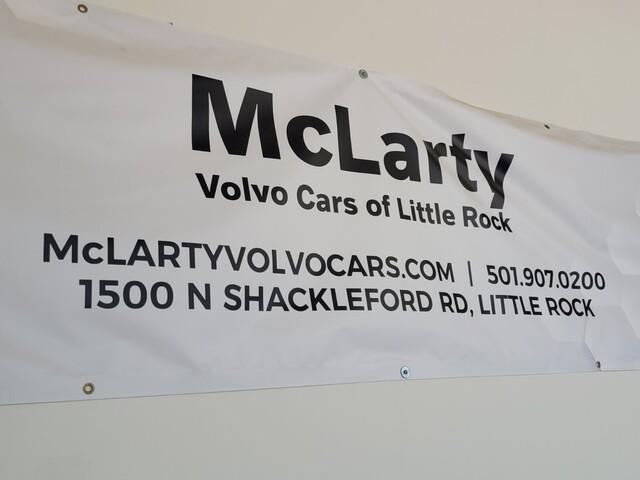 McLarty
Volvo Cars of Little Rock
McLARTYVOLVOCARS.COM | 501.907.0200
1500 N SHACKLEFORD RD, LITTLE ROCK